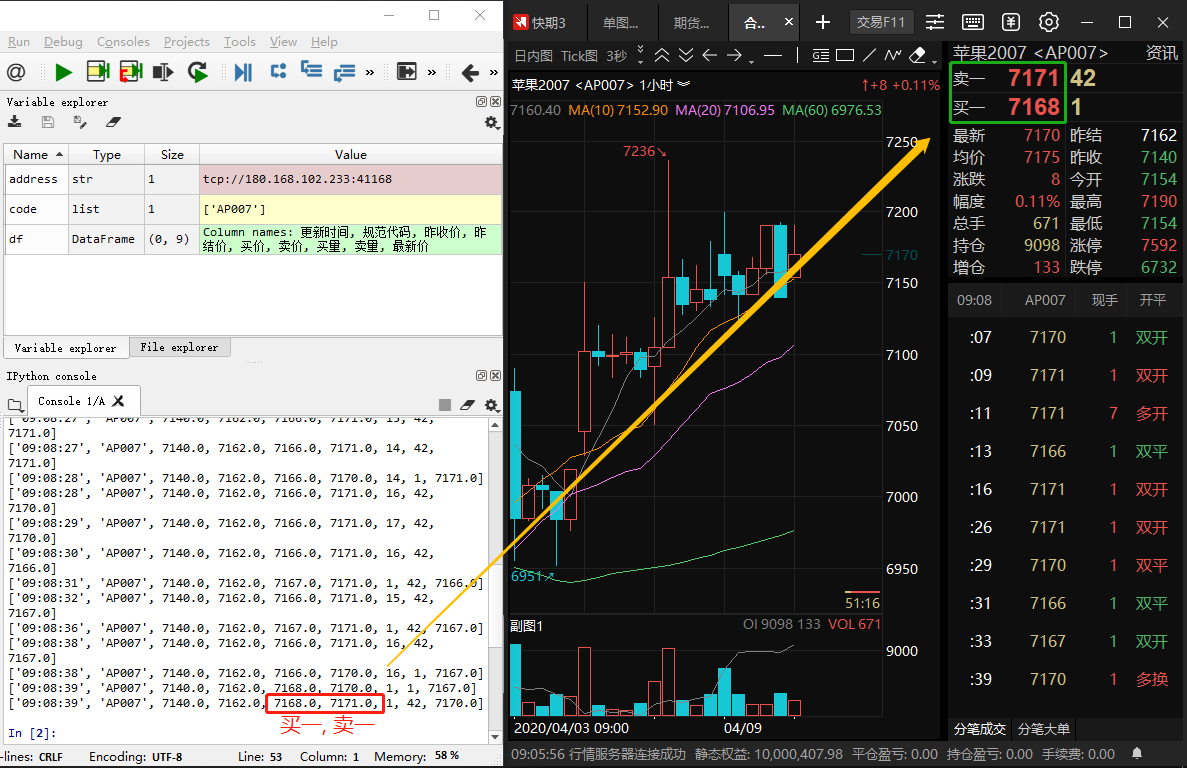 Run Debug Consoles Projects Tools View Help
Variable explorer
Name Type Size Value
address str 1 tcp://180.168.102.233:41168
code list 1 ['AP007']
df DataFrame (0, 9) Column names: 更新时间, 规范代码, 昨收价, 昨
结价, 买价, 卖价, 买量, 卖量, 最新价
Variable explorer File explorer
IPython console
Console 1/A
['09:08:27', 'AP007', 7140.0, 7162.0, 7166.0, 7171.0, 15, 42,
7171.0]
['09:08:27', 'AP007', 7140.0, 7162.0, 7166.0, 7171.0, 14, 42,
7171.0]
['09:08:28', 'AP007', 7140.0, 7162.0, 7166.0, 7170.0, 14, 1, 7171.0]
['09:08:28', 'AP007', 7140.0, 7162.0, 7166.0, 7171.0, 16, 42,
7170.0]
['09:08:29', 'AP007', 7140.0, 7162.0, 7166.0, 7171.0, 17, 42,
7170.0]
['09:08:30', 'AP007', 7140.0, 7162.0, 7166.0, 7171.0, 16, 42,
7166.0]
['09:08:31', 'AP007', 7140.0, 7162.0, 7167.0, 7171.0, 1, 42, 7166.0]
['09:08:32', 'AP007', 7140.0, 7162.0, 7166.0, 7171.0, 15, 42,
7167.0]
['09:08:36', 'AP007', 7140.0, 7162.0, 7167.0, 7171.0, 1, 42, 7167.0]
['09:08:38', 'AP007', 7140.0, 7162.0, 7166.0, 7171.0, 16, 42,
7167.0]
['09:08:38', 'AP007', 7140.0, 7162.0, 7166.0, 7170.0, 16, 1, 7167.0]
['09:08:39', 'AP007', 7140.0, 7162.0, 7168.0, 7170.0, 1, 1, 7167.0]
['09:08:39', 'AP007', 7140.0, 7162.0, 7168.0, 7171.0, 1, 42, 7170.0]
买一, 卖一
In [2]:
-lines: CRLF Encoding: UTF-8 Line: 53 Column: 1 Memory: 58 %
快期3 单图... 期货... 合.. × + 交易F11
日内图 Tick图 3秒
苹果2007 <AP007> 1小时 ↑+8 +0.11%
7160.40 MA(10) 7152.90 MA(20) 7106.95 MA(60) 6976.53
7250
7236
7200
7170
7150
7100
7050
7000
6950
6951
51:16
副图1 OI 9098 133 VOL 671
9000
2020/04/03 09:00 04/09
苹果2007 <AP007> 资讯
卖一 7171 42
买一 7168 1
最新 7170 昨结 7162
均价 7175 昨收 7140
涨跌 8 今开 7154
幅度 0.11% 最高 7190
总手 671 最低 7154
持仓 9098 涨停 7592
增仓 133 跌停 6732
09:08 AP007 现手 开平
:07 7170 1 双开
:09 7171 1 双开
:11 7171 7 多开
:13 7166 1 双平
:16 7171 1 双开
:26 7171 1 双开
:29 7170 1 双平
:31 7166 1 双平
:33 7167 1 双开
:39 7170 1 多换
分笔成交 分笔大单
09:05:56 行情服务器连接成功 静态权益: 10,000,407.98 平仓盈亏: 0.00 持仓盈亏: 0.00 手续费: 0.00